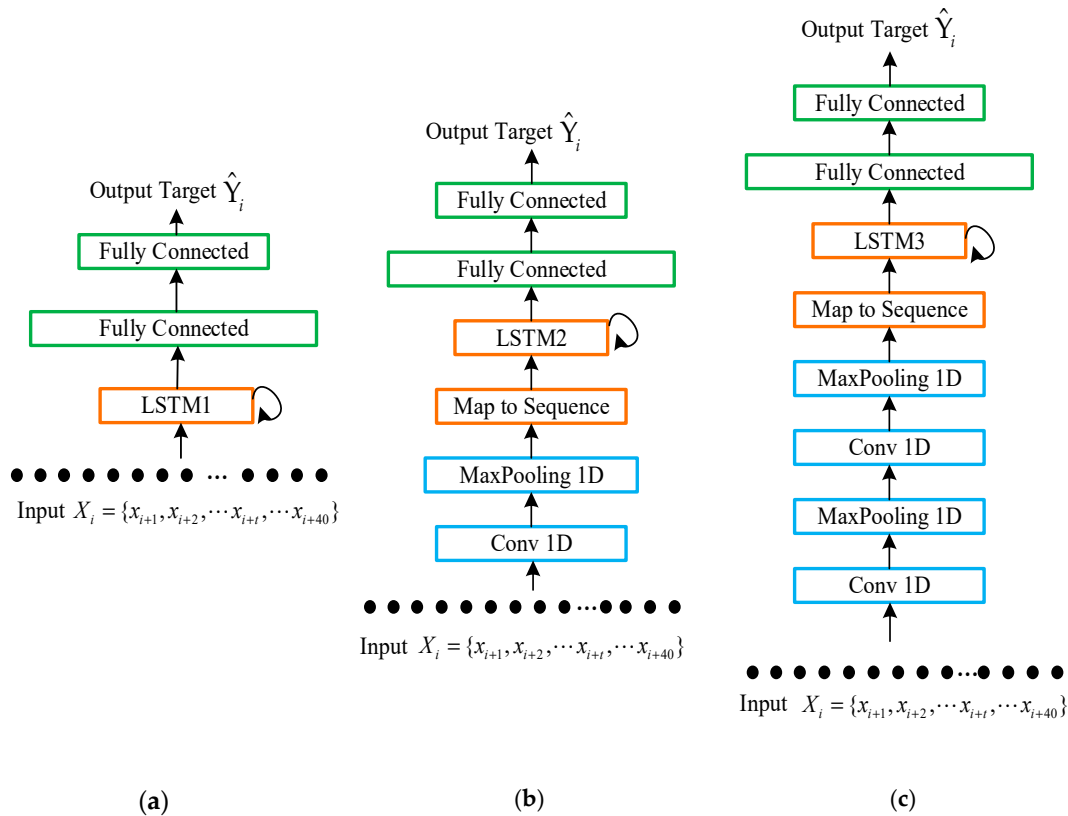 Output Target Ŷ_i
Fully Connected
Fully Connected
LSTM1
...
Input X_i = {x_{i+1}, x_{i+2}, ⋯ x_{i+t}, ⋯ x_{i+40}}
(a)
Output Target Ŷ_i
Fully Connected
Fully Connected
LSTM2
Map to Sequence
MaxPooling 1D
Conv 1D
...
Input X_i = {x_{i+1}, x_{i+2}, ⋯ x_{i+t}, ⋯ x_{i+40}}
(b)
Output Target Ŷ_i
Fully Connected
Fully Connected
LSTM3
Map to Sequence
MaxPooling 1D
Conv 1D
MaxPooling 1D
Conv 1D
...
Input X_i = {x_{i+1}, x_{i+2}, ⋯ x_{i+t}, ⋯ x_{i+40}}
(c)